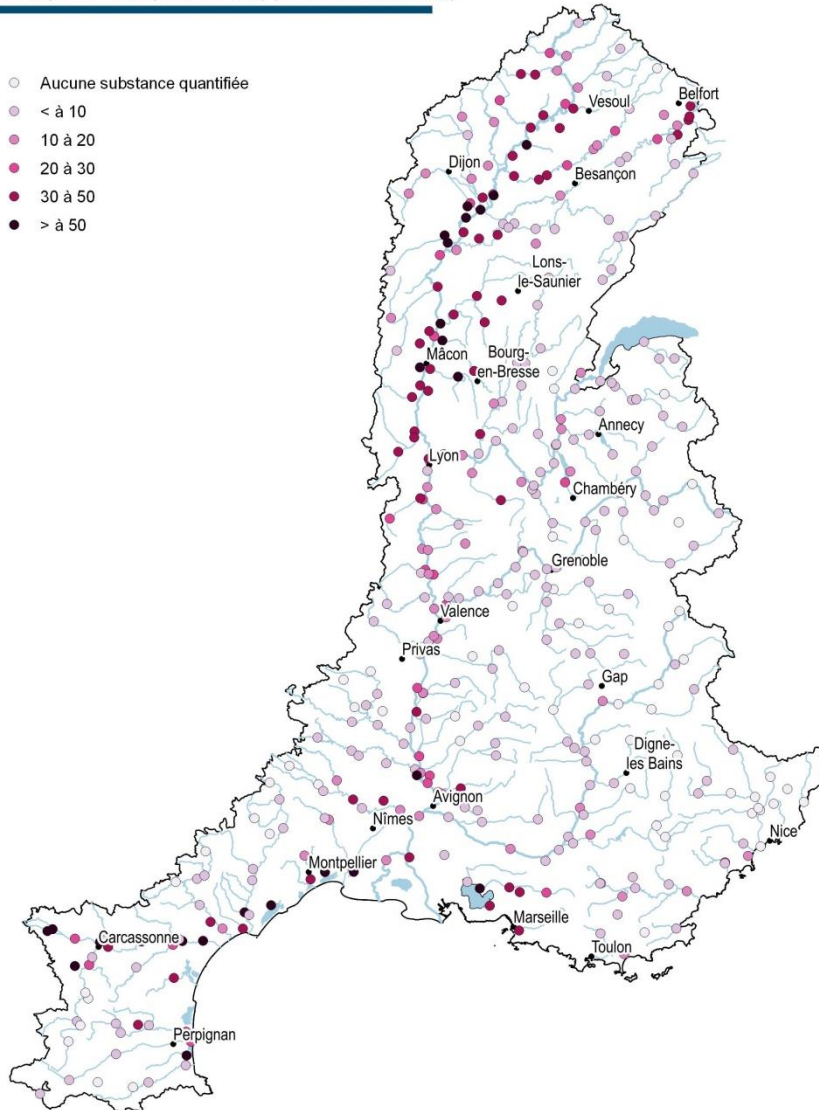 Aucune substance quantifiée
< à 10
10 à 20
20 à 30
30 à 50
> à 50
Vesoul
Belfort
Dijon
Besançon
Lons-
le-Saunier
Mâcon
Bourg-
en-Bresse
Annecy
Lyon
Chambéry
Grenoble
Valence
Privas
Gap
Digne-
les Bains
Avignon
Nîmes
Nice
Montpellier
Marseille
Carcassonne
Toulon
Perpignan